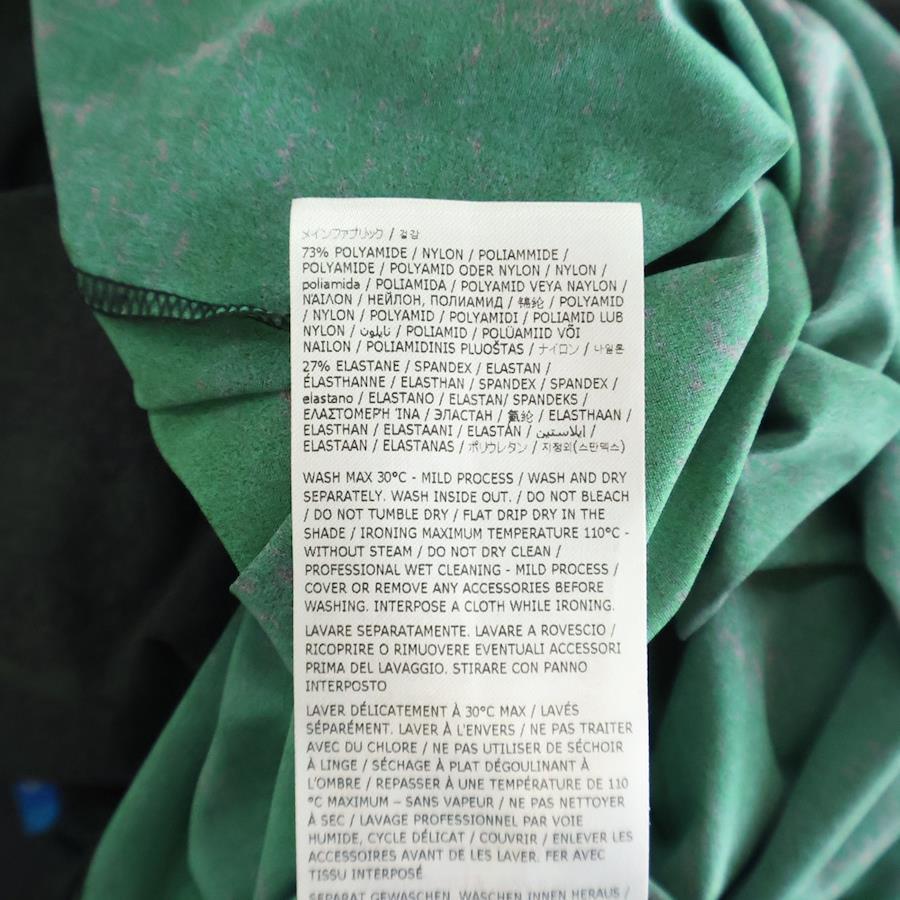 メインファブリック / 겉감
73% POLYAMIDE / NYLON / POLIAMMIDE /
POLYAMIDE / POLYAMID ODER NYLON / NYLON /
poliamida / POLIAMIDA / POLYAMID VEYA NAYLON /
ΝΆΙΛΟΝ / НЕЙЛОН, ПОЛИАМИД / 锦纶 / POLYAMID
/ NYLON / POLYAMID / POLYAMIDI / POLIAMID LUB
NYLON / نايلون / POLIAMID / POLÜAMIID VÕI
NAILON / POLIAMIDINIS PLUOŠTAS / ナイロン / 나일론
27% ELASTANE / SPANDEX / ELASTAN /
ÉLASTHANNE / ELASTHAN / SPANDEX / SPANDEX /
elastano / ELASTANO / ELASTAN/ SPANDEKS /
ΕΛΑΣΤΟΜΕΡΉ ΊΝΑ / ЭЛАСТАН / 氨纶 / ELASTHAAN /
ELASTHAN / ELASTAANI / ELASTAN / إيلاستين /
ELASTAAN / ELASTANAS / ポリウレタン / 지정외(스판덱스)
WASH MAX 30°C - MILD PROCESS / WASH AND DRY
SEPARATELY. WASH INSIDE OUT. / DO NOT BLEACH
/ DO NOT TUMBLE DRY / FLAT DRIP DRY IN THE
SHADE / IRONING MAXIMUM TEMPERATURE 110°C -
WITHOUT STEAM / DO NOT DRY CLEAN /
PROFESSIONAL WET CLEANING - MILD PROCESS /
COVER OR REMOVE ANY ACCESSORIES BEFORE
WASHING. INTERPOSE A CLOTH WHILE IRONING.
LAVARE SEPARATAMENTE. LAVARE A ROVESCIO /
RICOPRIRE O RIMUOVERE EVENTUALI ACCESSORI
PRIMA DEL LAVAGGIO. STIRARE CON PANNO
INTERPOSTO
LAVER DÉLICATEMENT À 30°C MAX / LAVÉS
SÉPARÉMENT. LAVER À L'ENVERS / NE PAS TRAITER
AVEC DU CHLORE / NE PAS UTILISER DE SÉCHOIR
À LINGE / SÉCHAGE À PLAT DÉGOULINANT À
L'OMBRE / REPASSER À UNE TEMPÉRATURE DE 110
°C MAXIMUM – SANS VAPEUR / NE PAS NETTOYER
À SEC / LAVAGE PROFESSIONNEL PAR VOIE
HUMIDE, CYCLE DÉLICAT / COUVRIR / ENLEVER LES
ACCESSOIRES AVANT DE LES LAVER. FER AVEC
TISSU INTERPOSÉ
SEPARAT GEWASCHEN. WASCHEN INNEN HERAUS /